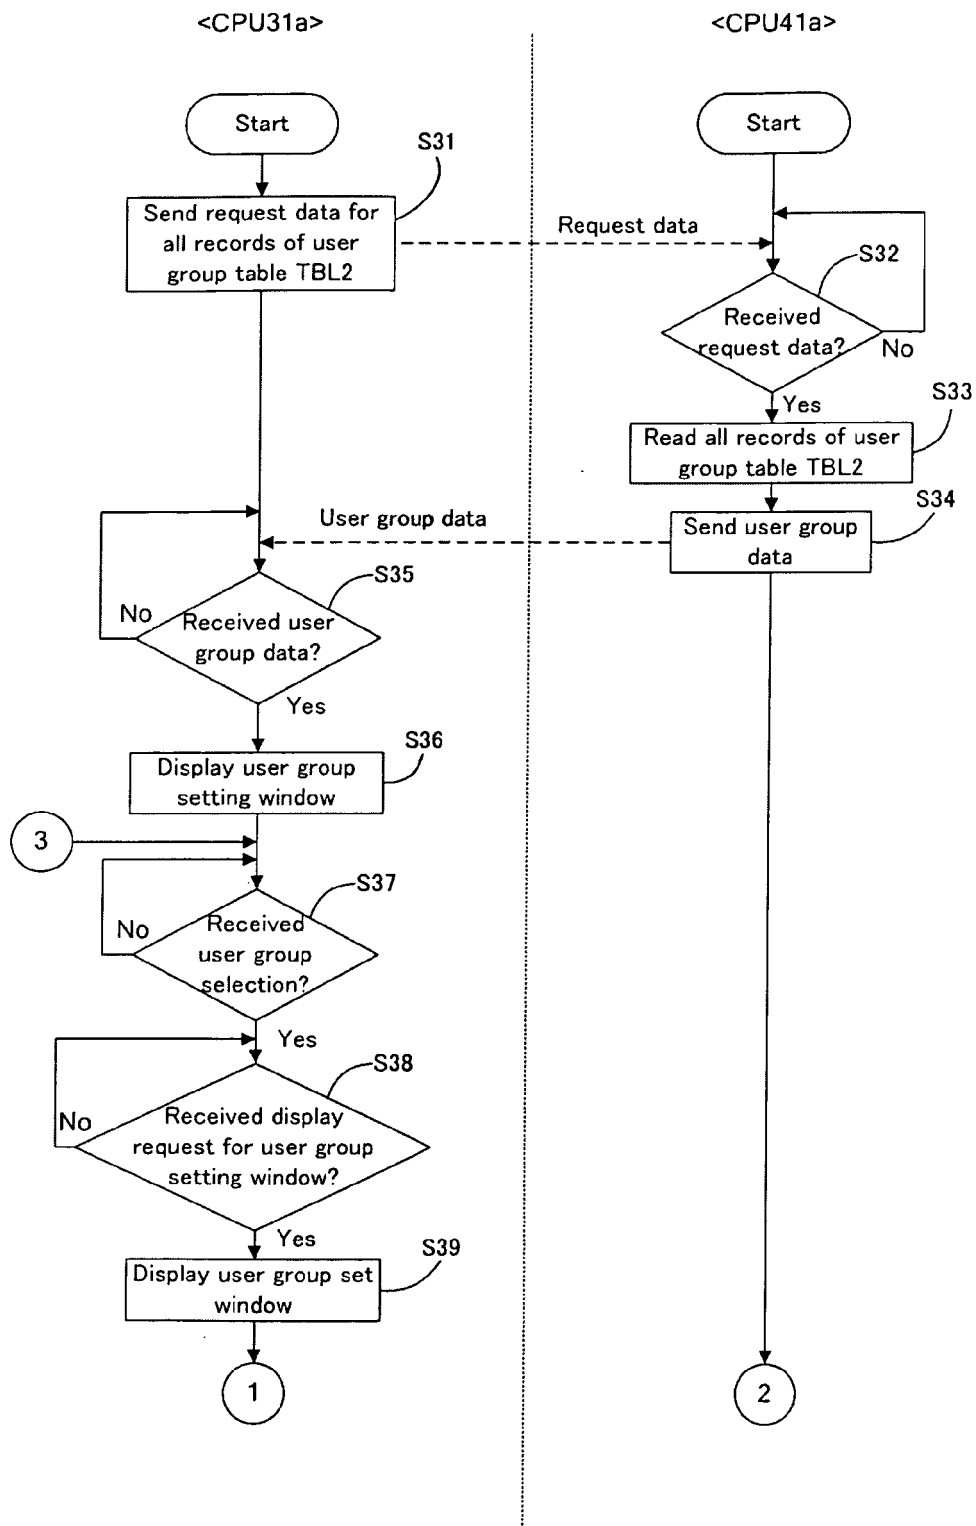 <CPU31a>
<CPU41a>
Start
Start
S31
Send request data for
all records of user
group table TBL2
Request data
S32
Received
request data?
No
Yes
S33
Read all records of user
group table TBL2
S34
Send user group
data
User group data
S35
No
Received user
group data?
Yes
S36
Display user group
setting window
3
S37
No
Received
user group
selection?
Yes
S38
No
Received display
request for user group
setting window?
Yes
S39
Display user group set
window
1
2